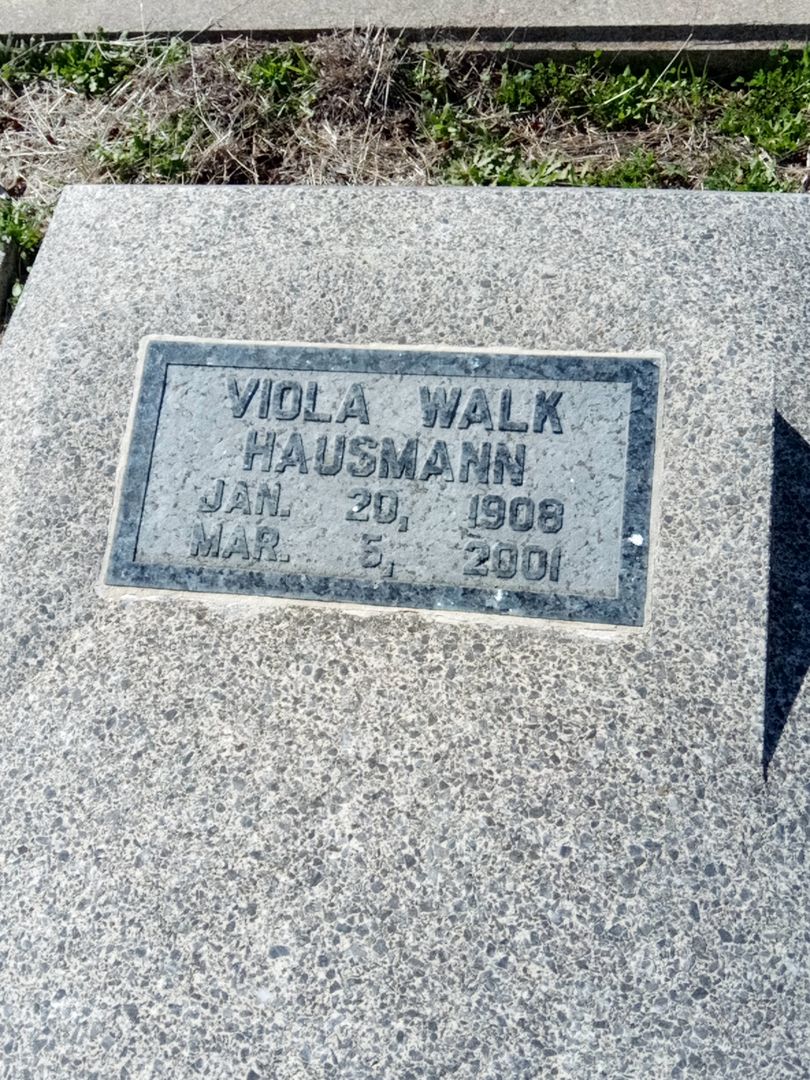 VIOLA WALK
HAUSMANN
JAN. 20, 1908
MAR. 5, 2001